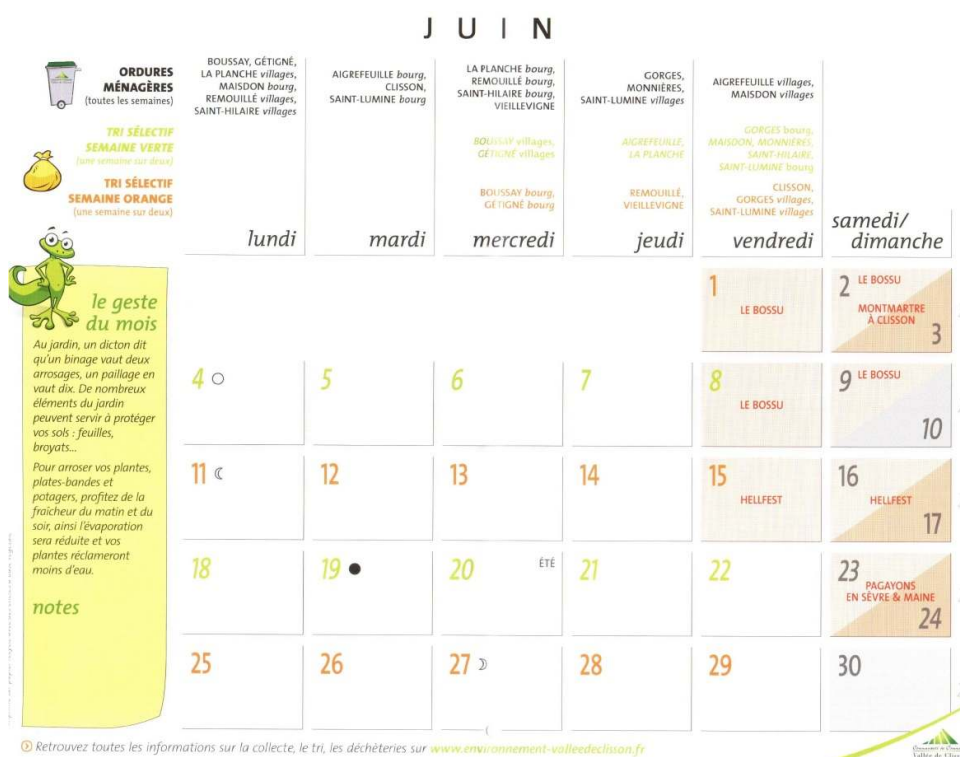 JUIN
ORDURES
MÉNAGÈRES
(toutes les semaines)
TRI SÉLECTIF
SEMAINE VERTE
(une semaine sur deux)
TRI SÉLECTIF
SEMAINE ORANGE
(une semaine sur deux)
BOUSSAY, GÉTIGNÉ,
LA PLANCHE villages,
MAISDON bourg,
REMOUILLÉ villages,
SAINT-HILAIRE villages
lundi
AIGREFEUILLE bourg,
CLISSON,
SAINT-LUMINE bourg
mardi
LA PLANCHE bourg,
REMOUILLÉ bourg,
SAINT-HILAIRE bourg,
VIEILLEVIGNE
BOUSSAY villages,
GÉTIGNÉ villages
BOUSSAY bourg,
GÉTIGNÉ bourg
mercredi
GORGES,
MONNIÈRES,
SAINT-LUMINE villages
AIGREFEUILLE,
LA PLANCHE
REMOUILLÉ,
VIEILLEVIGNE
jeudi
AIGREFEUILLE villages,
MAISDON villages
GORGES bourg,
MAISDON, MONNIÈRES,
SAINT-HILAIRE,
SAINT-LUMINE bourg
CLISSON,
GORGES villages,
SAINT-LUMINE villages
vendredi
samedi/
dimanche
le geste
du mois
Au jardin, un dicton dit
qu'un binage vaut deux
arrosages, un paillage en
vaut dix. De nombreux
éléments du jardin
peuvent servir à protéger
vos sols : feuilles,
broyats...
Pour arroser vos plantes,
plates-bandes et
potagers, profitez de la
fraîcheur du matin et du
soir, ainsi l'évaporation
sera réduite et vos
plantes réclameront
moins d'eau.
notes
1
LE BOSSU
2 LE BOSSU
MONTMARTRE
À CLISSON
3
4
5
6
7
8
LE BOSSU
9 LE BOSSU
10
11
12
13
14
15
HELLFEST
16
HELLFEST
17
18
19
20 ÉTÉ
21
22
23
PAGAYONS
EN SÈVRE & MAINE
24
25
26
27
28
29
30
Retrouvez toutes les informations sur la collecte, le tri, les déchèteries sur www.environnement-valleedeclisson.fr